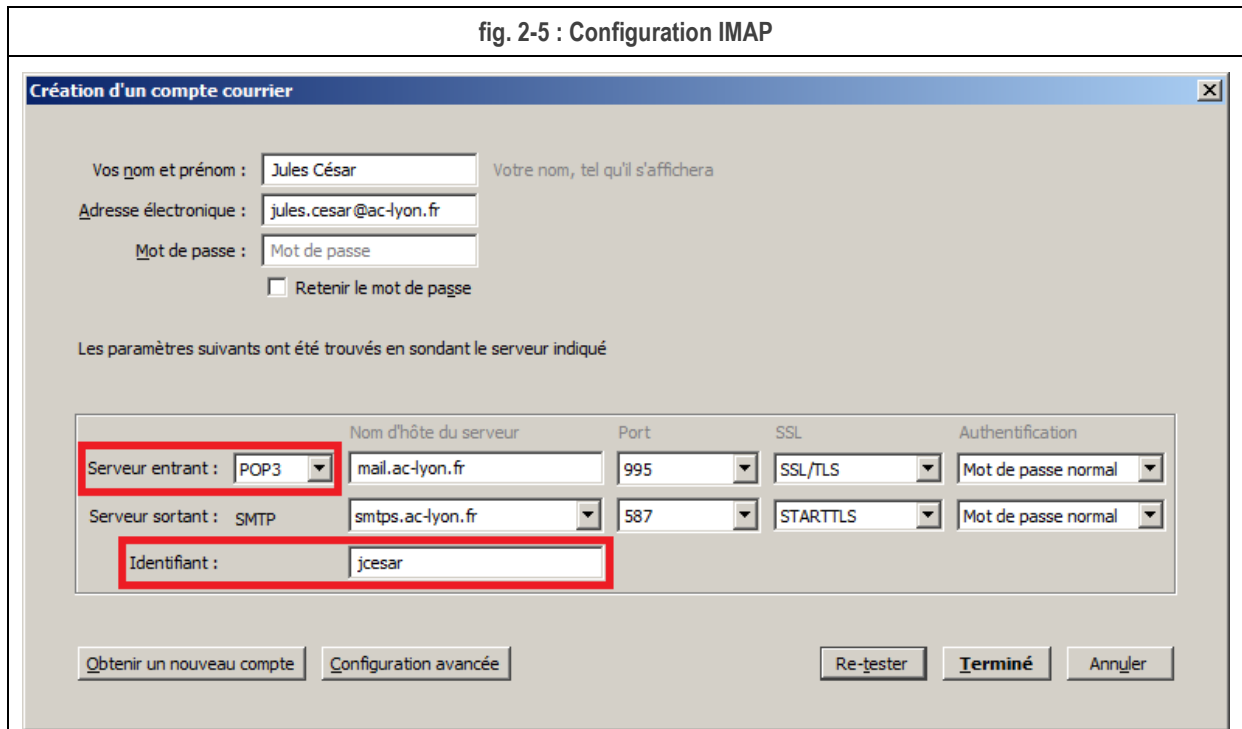 fig. 2-5 : Configuration IMAP
Création d'un compte courrier
Vos nom et prénom : Jules César Votre nom, tel qu'il s'affichera
Adresse électronique : jules.cesar@ac-lyon.fr
Mot de passe : Mot de passe
Retenir le mot de passe
Les paramètres suivants ont été trouvés en sondant le serveur indiqué
Nom d'hôte du serveur Port SSL Authentification
Serveur entrant : POP3 mail.ac-lyon.fr 995 SSL/TLS Mot de passe normal
Serveur sortant : SMTP smtps.ac-lyon.fr 587 STARTTLS Mot de passe normal
Identifiant : jcesar
Obtenir un nouveau compte Configuration avancée Re-tester Terminé Annuler